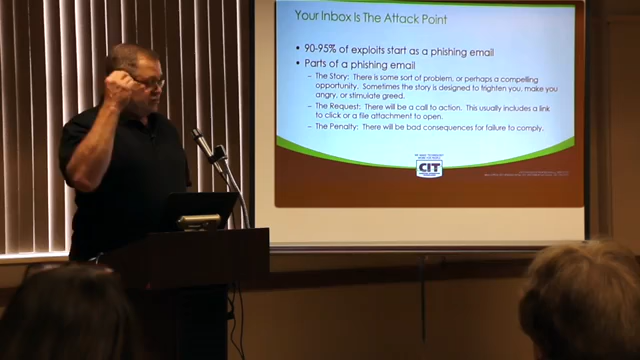 Your Inbox Is The Attack Point
• 90-95% of exploits start as a phishing email
• Parts of a phishing email
– The Story: There is some sort of problem, or perhaps a compelling
opportunity. Sometimes the story is designed to frighten you, make you
angry, or stimulate greed.
– The Request: There will be a call to action. This usually includes a link
to click or a file attachment to open.
– The Penalty: There will be bad consequences for failure to comply.
CIT